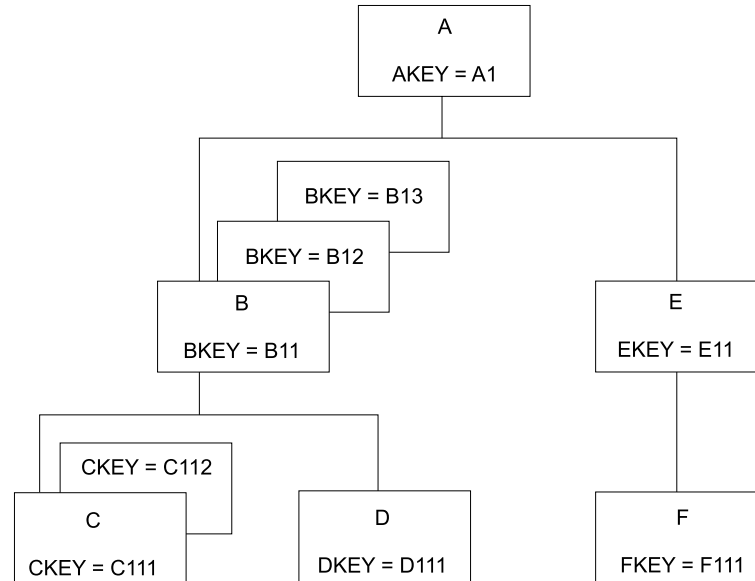 A
AKEY = A1
BKEY = B13
BKEY = B12
B
BKEY = B11
E
EKEY = E11
CKEY = C112
C
CKEY = C111
D
DKEY = D111
F
FKEY = F111